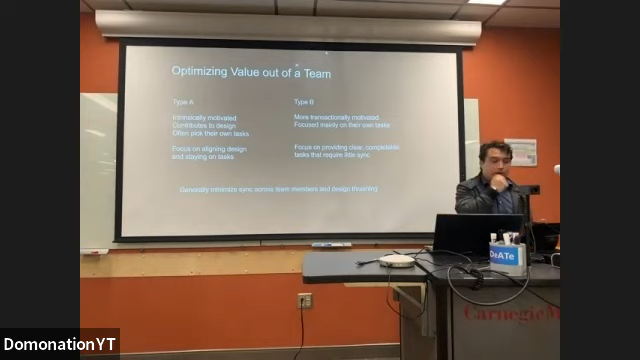 Optimizing Value out of a Team
Type A
Intrinsically motivated
Contributes to design
Often pick their own tasks
Focus on aligning design
and staying on tasks
Type B
More transactionally motivated
Focused mainly on their own tasks
Focus on providing clear, completable
tasks that require little sync
Generally minimize sync across team members and design thrashing
DeATe
CarnegieM
DomonationYT